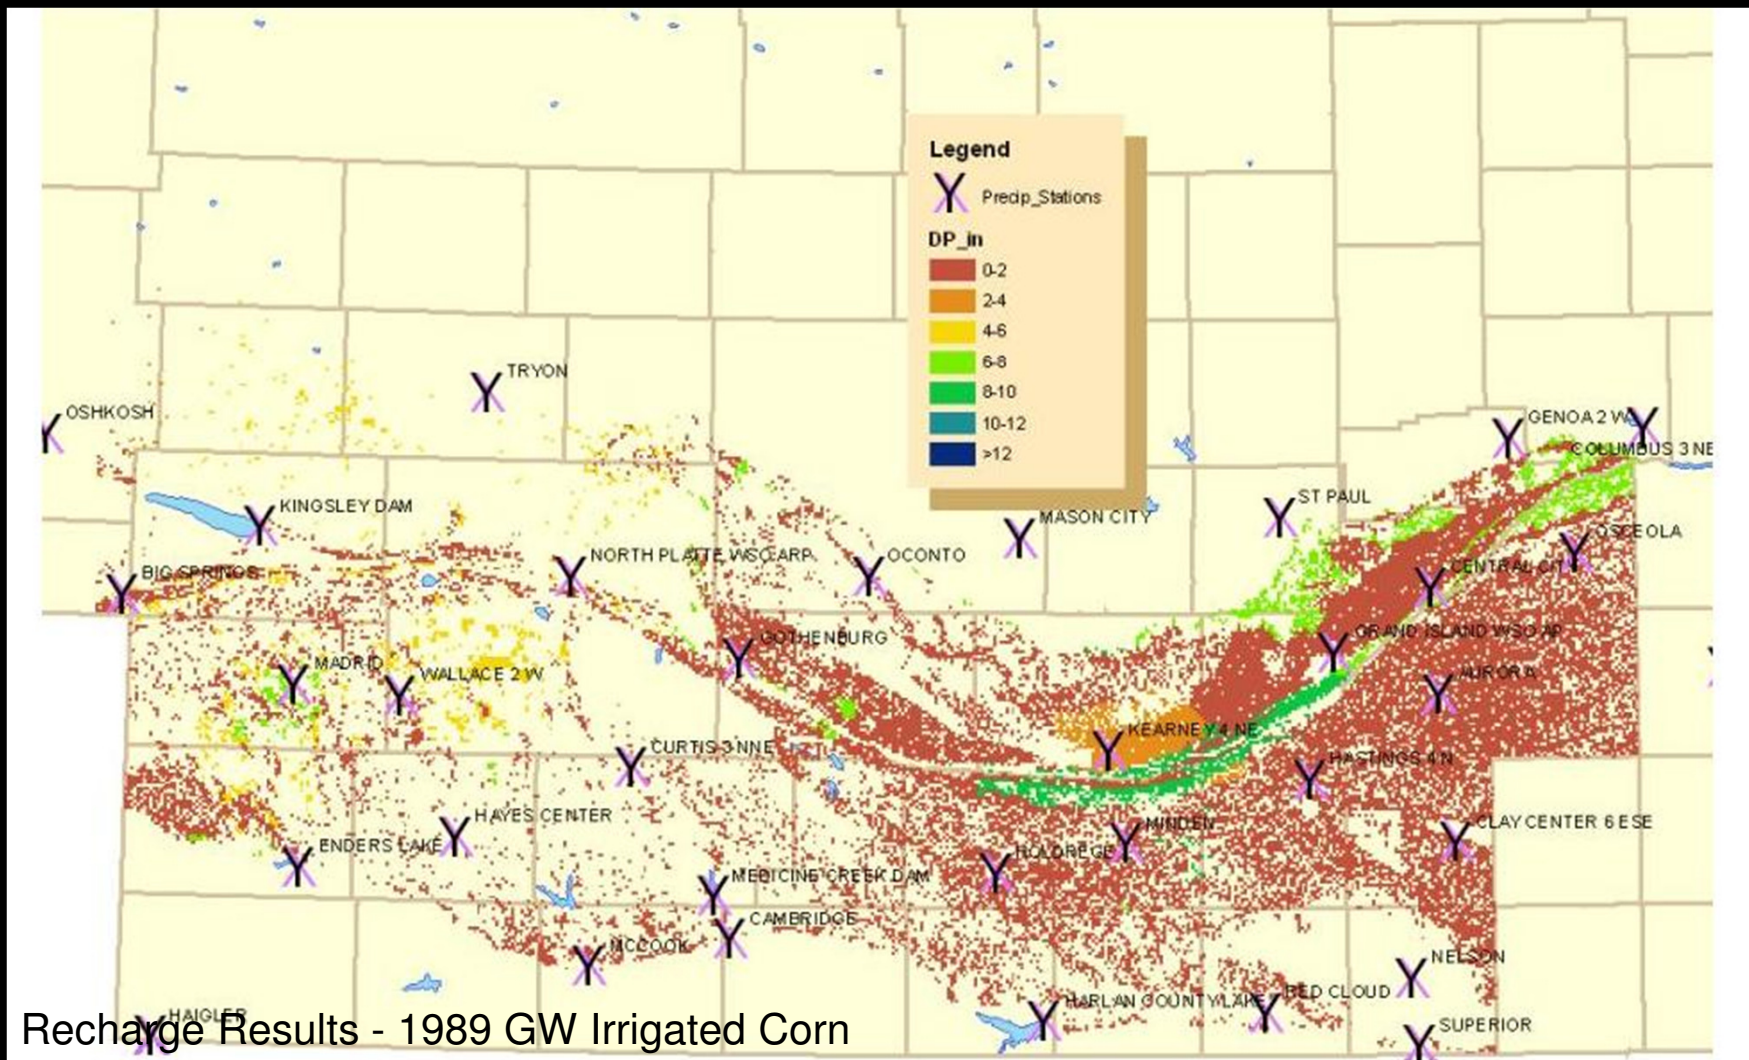 Legend
Precip_Stations
DP_in
0-2
2-4
4-6
6-8
8-10
10-12
>12
TRYON
OSHKOSH
GENOA 2 W
COLUMBUS 3 NE
KINGSLEY DAM
ST PAUL
MASON CITY
OSCEOLA
NORTH PLATTE WSO ARP
OCONTO
BIG SPRINGS
CENTRAL CITY
GOTHENBURG
GRAND ISLAND WSO AP
MADRID
WALLACE 2 W
AURORA
KEARNEY 4 NE
CURTIS 3 NNE
HASTINGS 4 N
HAYES CENTER
MINDEN
CLAY CENTER 6 ESE
ENDERS LAKE
HOLDREGE
MEDICINE CREEK DAM
CAMBRIDGE
MCCOOK
NELSON
RED CLOUD
HARLAN COUNTY LAKE
HAIGLER
SUPERIOR
Recharge Results - 1989 GW Irrigated Corn